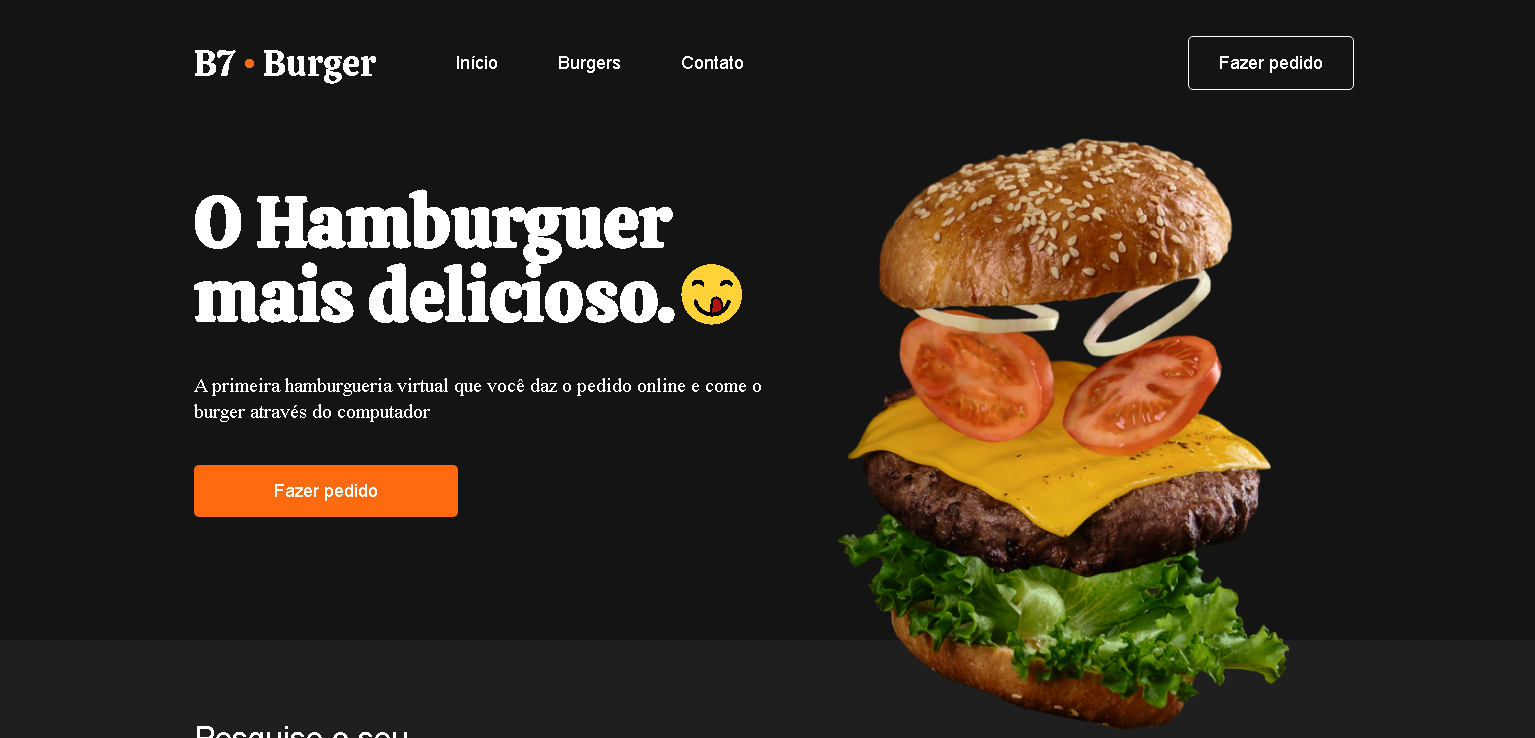 B7 • Burger
Início
Burgers
Contato
Fazer pedido
O Hamburguer
mais delicioso.
A primeira hamburgueria virtual que você daz o pedido online e come o
burger através do computador
Fazer pedido
Pesquise o seu